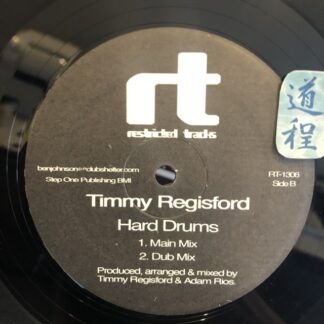 rt
restricted tracks
道程
benjohnson@clubshelter.com
Step One Publishing BMI
RT-1306
Side B
Timmy Regisford
Hard Drums
1. Main Mix
2. Dub Mix
Produced, arranged & mixed by
Timmy Regisford & Adam Rios.